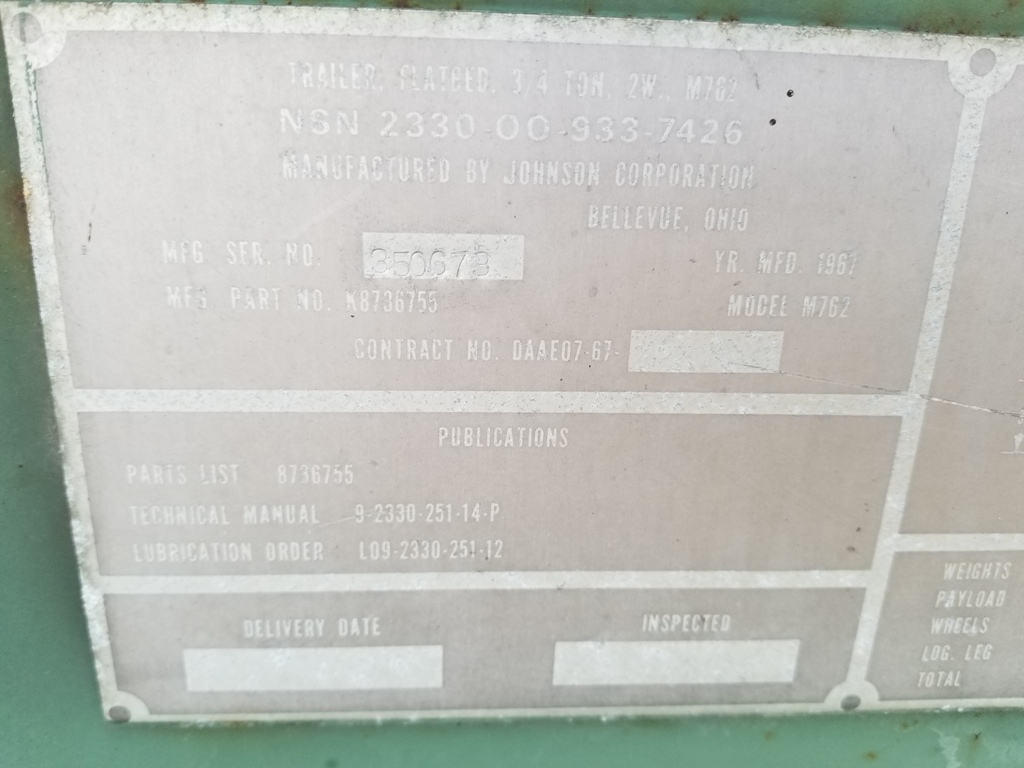 TRAILER, FLATBED, 3/4 TON, 2W., M762
NSN 2330-00-933-7426
MANUFACTURED BY JOHNSON CORPORATION
BELLEVUE, OHIO
MFG. SER. NO. 350673 YR. MFD. 1967
MFG. PART NO. K8736755 MODEL M762
CONTRACT NO. DAAE07-67-
PUBLICATIONS
PARTS LIST 8736755
TECHNICAL MANUAL 9-2330-251-14-P
LUBRICATION ORDER LO9-2330-251-12
DELIVERY DATE INSPECTED
WEIGHTS
PAYLOAD
WHEELS
LDG. LEG
TOTAL